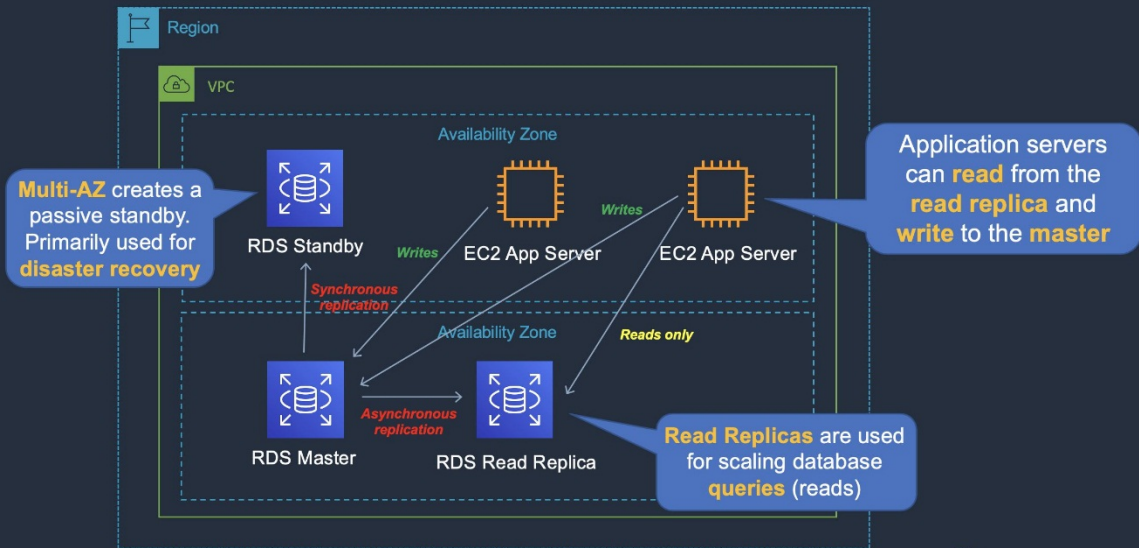 Region
VPC
Availability Zone
Multi-AZ creates a
passive standby.
Primarily used for
disaster recovery
RDS Standby
EC2 App Server
EC2 App Server
Writes
Writes
Application servers
can read from the
read replica and
write to the master
Synchronous
replication
Availability Zone
Reads only
RDS Master
Asynchronous
replication
RDS Read Replica
Read Replicas are used
for scaling database
queries (reads)